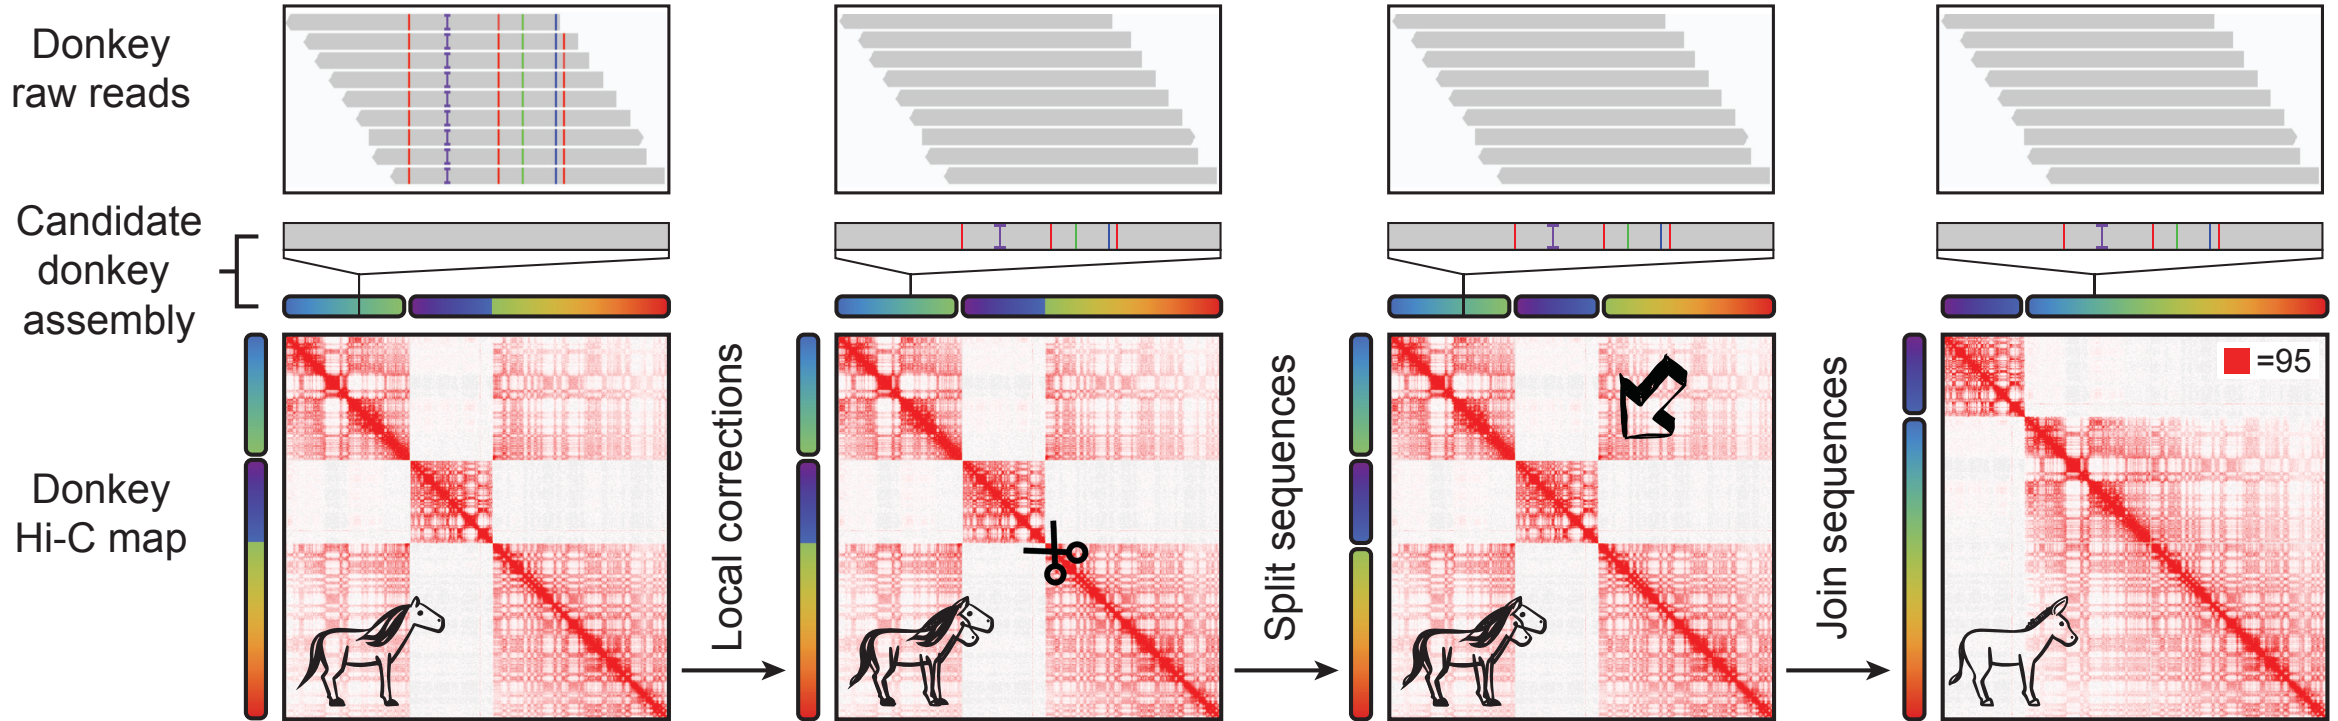 Donkey
raw reads
Candidate
donkey
assembly
Donkey
Hi-C map
Local corrections
Split sequences
Join sequences
=95